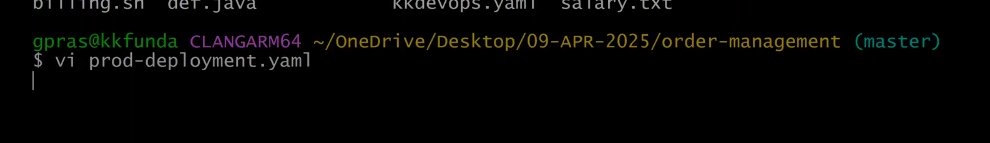 billing.sh def.java kkdevops.yaml salary.txt
gpras@kkfunda CLANGARM64 ~/OneDrive/Desktop/09-APR-2025/order-management (master)
$ vi prod-deployment.yaml